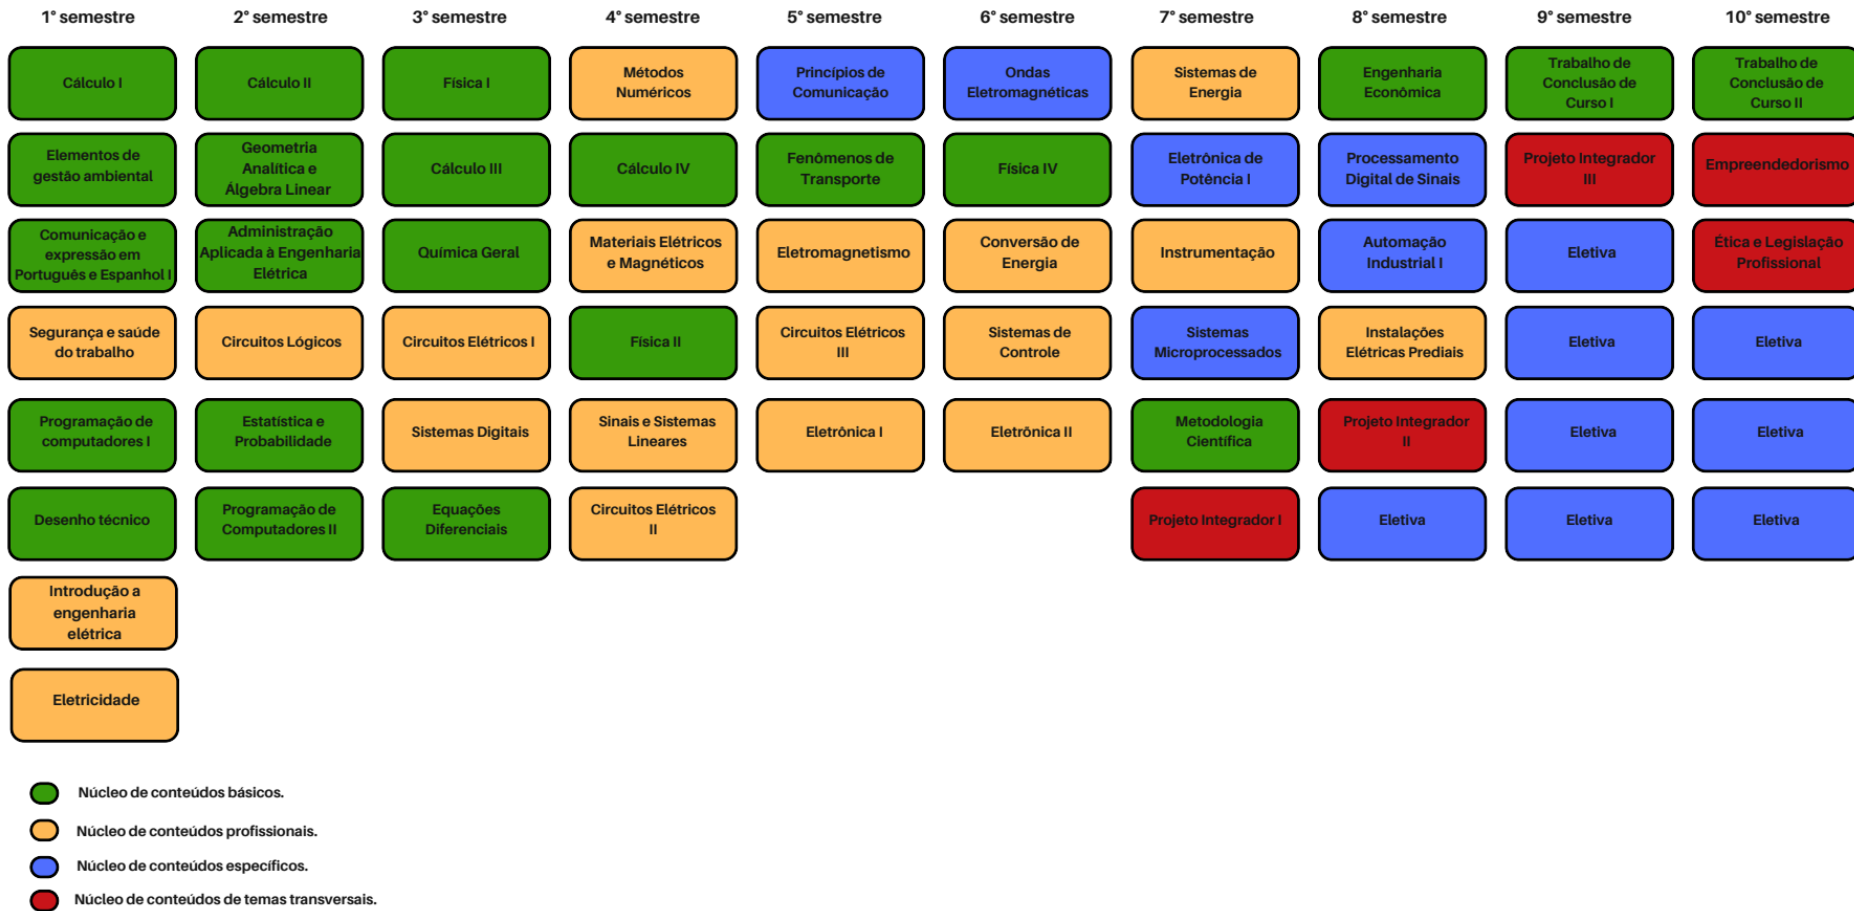 1° semestre
2° semestre
3° semestre
4° semestre
5° semestre
6° semestre
7° semestre
8° semestre
9° semestre
10° semestre
Cálculo I
Cálculo II
Física I
Métodos
Numéricos
Princípios de
Comunicação
Ondas
Eletromagnéticas
Sistemas de
Energia
Engenharia
Econômica
Trabalho de
Conclusão de
Curso I
Trabalho de
Conclusão de
Curso II
Elementos de
gestão ambiental
Geometria
Analítica e
Álgebra Linear
Cálculo III
Cálculo IV
Fenômenos de
Transporte
Física IV
Eletrônica de
Potência I
Processamento
Digital de Sinais
Projeto Integrador
III
Empreendedorismo
Comunicação e
expressão em
Português e Espanhol I
Administração
Aplicada à Engenharia
Elétrica
Química Geral
Materiais Elétricos
e Magnéticos
Eletromagnetismo
Conversão de
Energia
Instrumentação
Automação
Industrial I
Eletiva
Ética e Legislação
Profissional
Segurança e saúde
do trabalho
Circuitos Lógicos
Circuitos Elétricos I
Física II
Circuitos Elétricos
III
Sistemas de
Controle
Sistemas
Microprocessados
Instalações
Elétricas Prediais
Eletiva
Eletiva
Programação de
computadores I
Estatística e
Probabilidade
Sistemas Digitais
Sinais e Sistemas
Lineares
Eletrônica I
Eletrônica II
Metodologia
Científica
Projeto Integrador
II
Eletiva
Eletiva
Desenho técnico
Programação de
Computadores II
Equações
Diferenciais
Circuitos Elétricos
II
Projeto Integrador I
Eletiva
Eletiva
Eletiva
Introdução a
engenharia
elétrica
Eletricidade
Núcleo de conteúdos básicos.
Núcleo de conteúdos profissionais.
Núcleo de conteúdos específicos.
Núcleo de conteúdos de temas transversais.